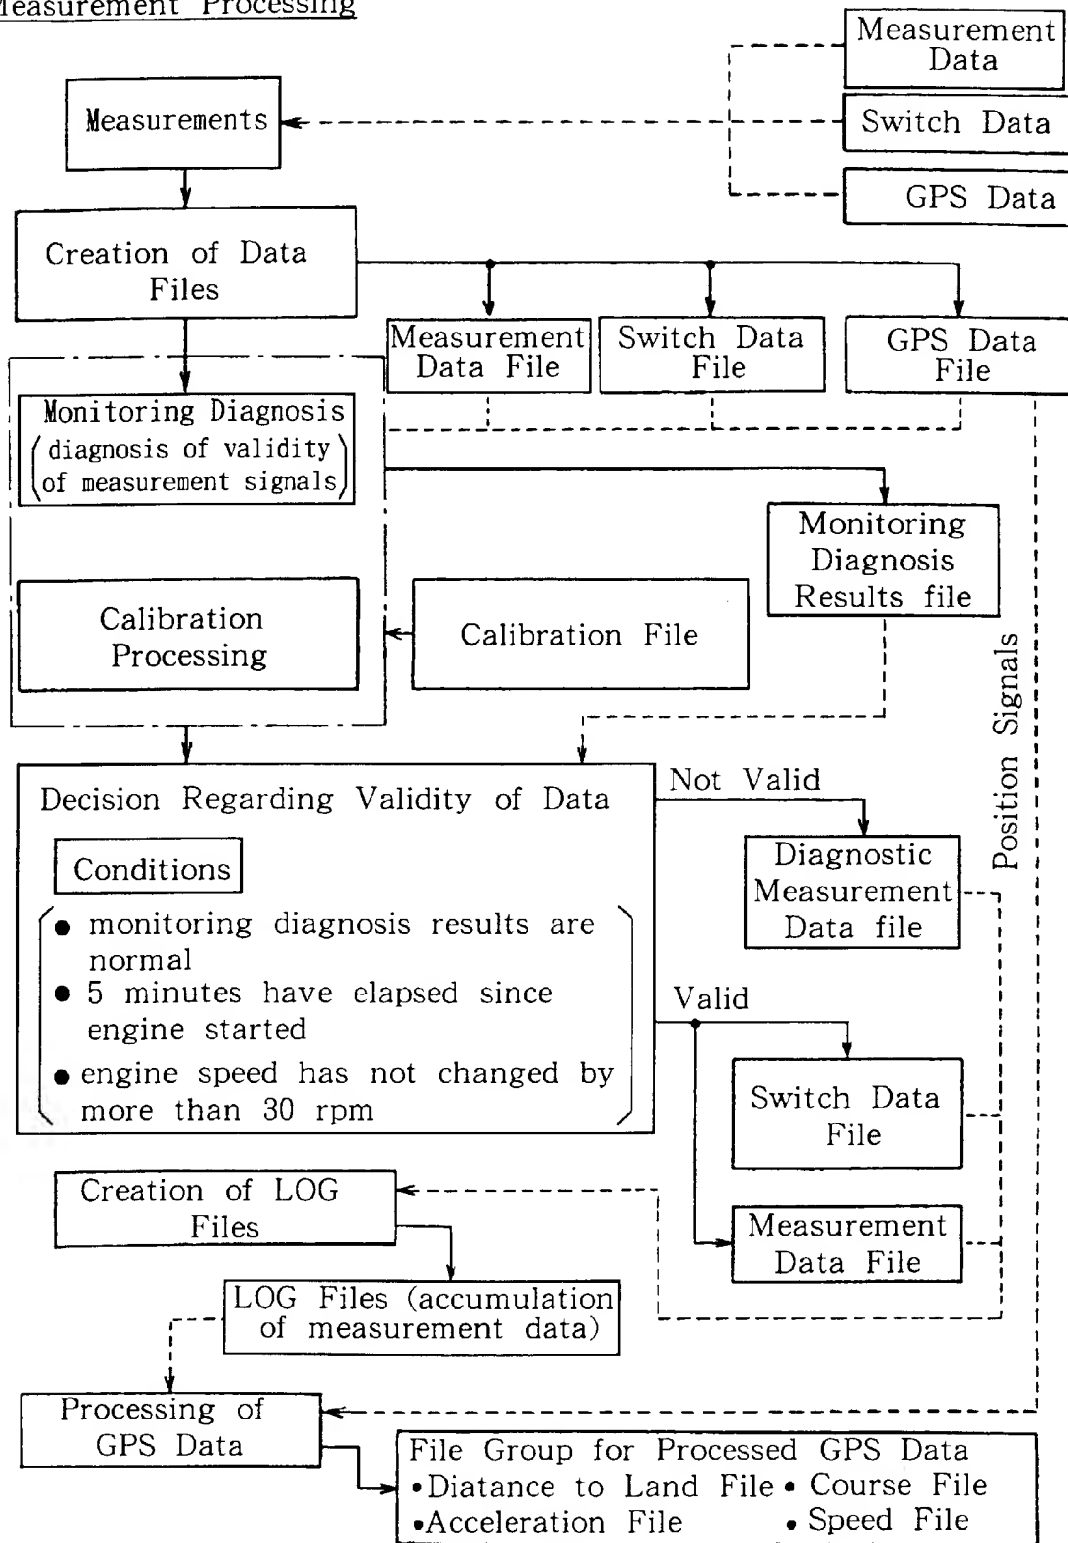 Measurement Processing
Measurement
Data
Measurements
Switch Data
GPS Data
Creation of Data
Files
Measurement
Data File
Switch Data
File
GPS Data
File
Monitoring Diagnosis
(diagnosis of validity
of measurement signals)
Monitoring
Diagnosis
Results file
Calibration
Processing
Calibration File
Position Signals
Decision Regarding Validity of Data
Not Valid
Conditions
Diagnostic
Measurement
Data file
● monitoring diagnosis results are
normal
● 5 minutes have elapsed since
engine started
● engine speed has not changed by
more than 30 rpm
Valid
Switch Data
File
Creation of LOG
Files
Measurement
Data File
LOG Files (accumulation
of measurement data)
Processing of
GPS Data
File Group for Processed GPS Data
•Diatance to Land File • Course File
•Acceleration File • Speed File